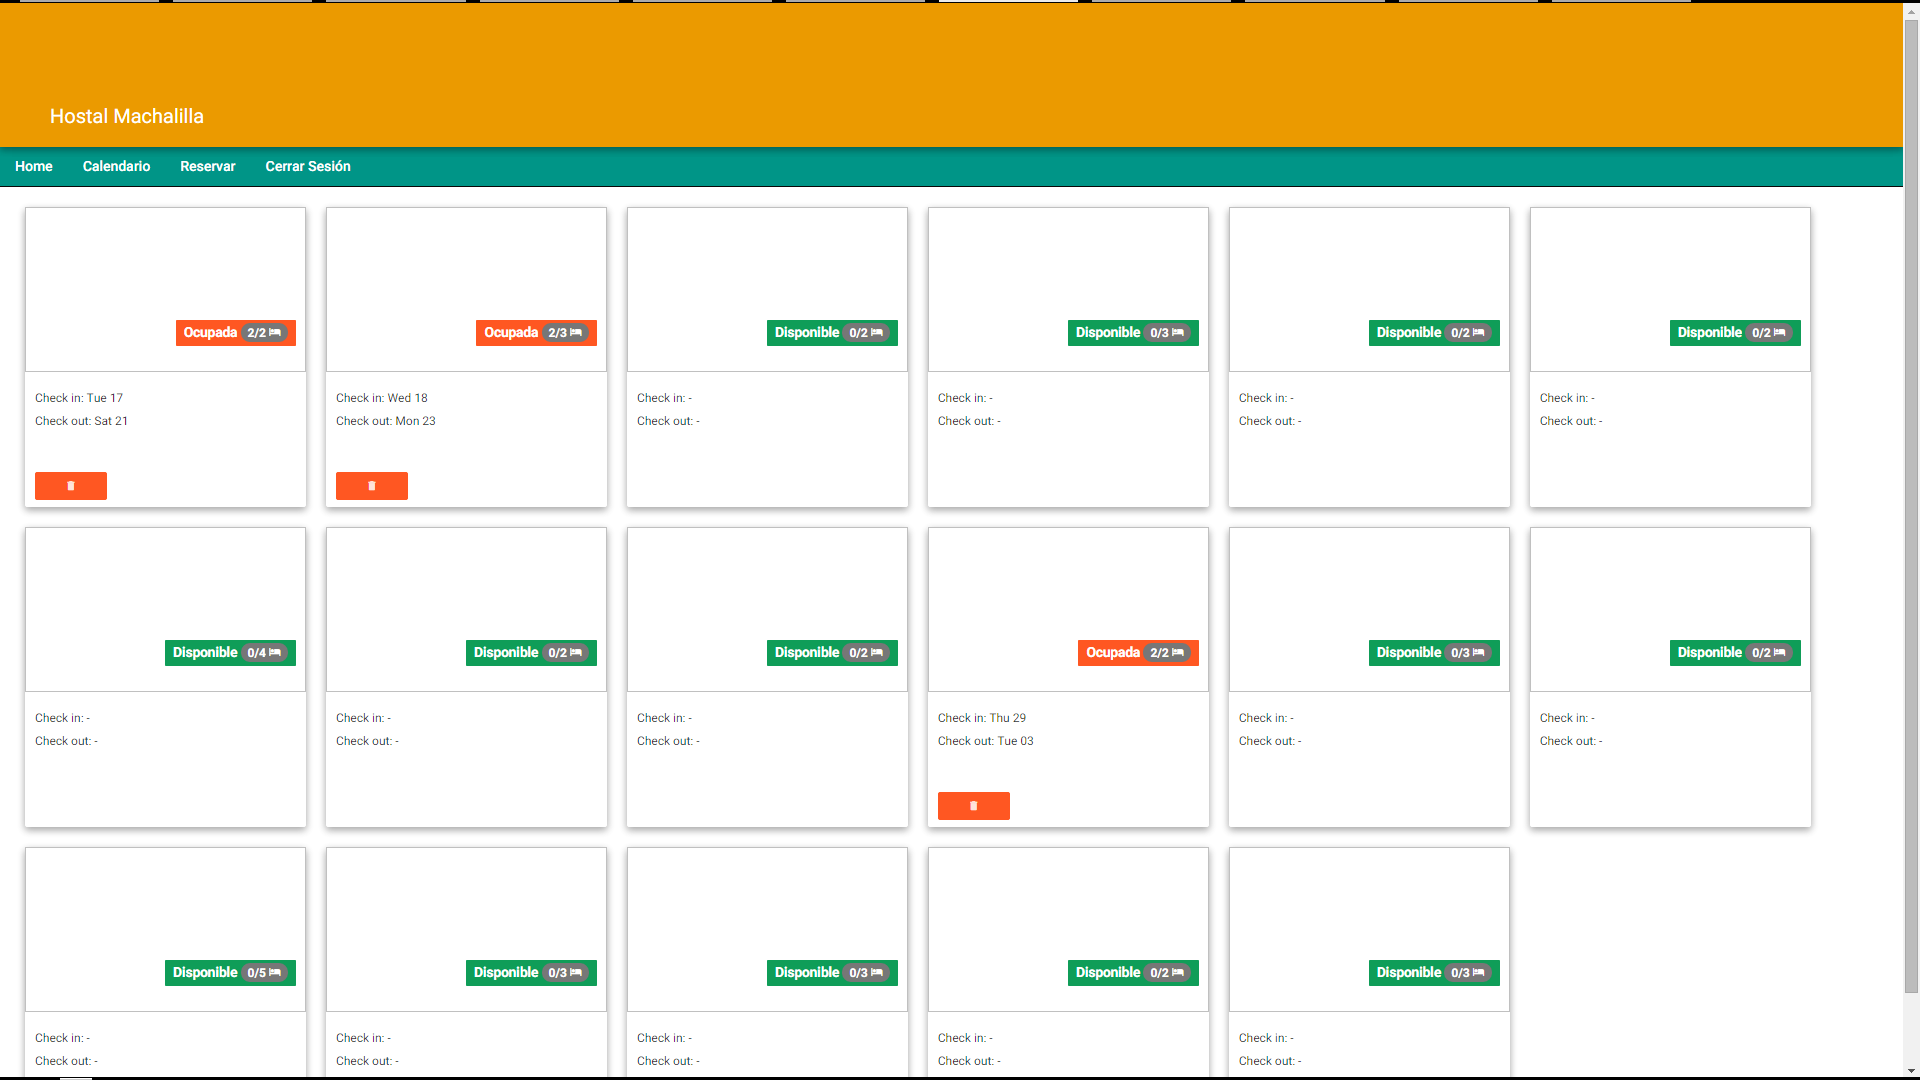 Hostal Machalilla
Home Calendario Reservar Cerrar Sesión
Ocupada 2/2
Check in: Tue 17
Check out: Sat 21
Ocupada 2/3
Check in: Wed 18
Check out: Mon 23
Disponible 0/2
Check in: -
Check out: -
Disponible 0/3
Check in: -
Check out: -
Disponible 0/2
Check in: -
Check out: -
Disponible 0/2
Check in: -
Check out: -
Disponible 0/4
Check in: -
Check out: -
Disponible 0/2
Check in: -
Check out: -
Disponible 0/2
Check in: -
Check out: -
Ocupada 2/2
Check in: Thu 29
Check out: Tue 03
Disponible 0/3
Check in: -
Check out: -
Disponible 0/2
Check in: -
Check out: -
Disponible 0/5
Check in: -
Check out: -
Disponible 0/3
Check in: -
Check out: -
Disponible 0/3
Check in: -
Check out: -
Disponible 0/2
Check in: -
Check out: -
Disponible 0/3
Check in: -
Check out: -